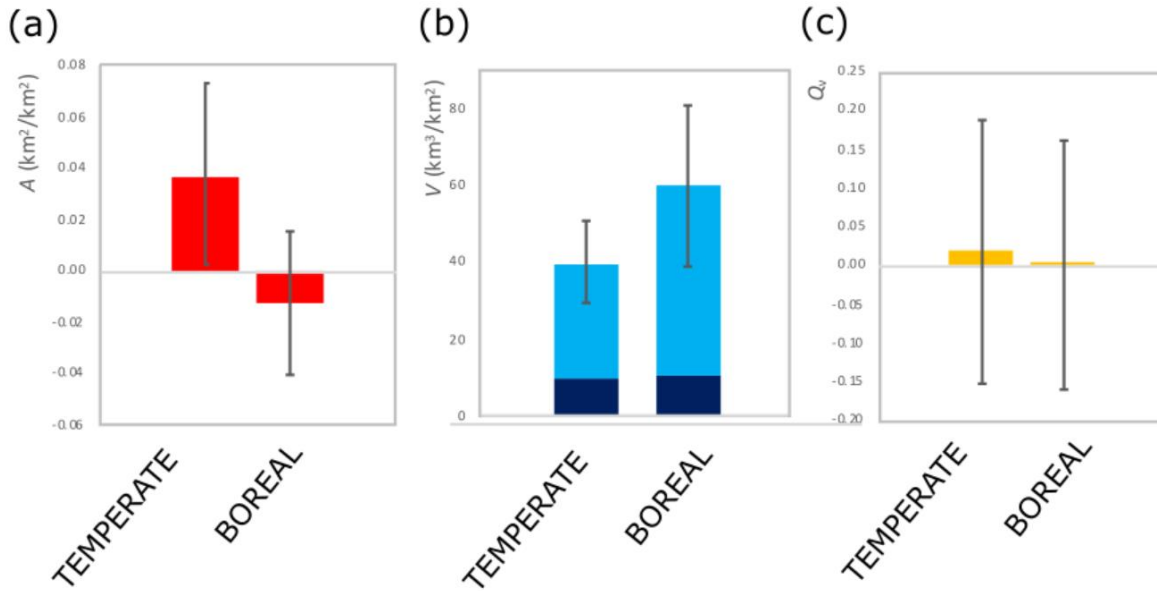 (a)
A (km²/km²)
0.08
0.06
0.04
0.02
0.00
-0.02
-0.04
-0.06
TEMPERATE
BOREAL
(b)
V (km³/km²)
80
60
40
20
0
TEMPERATE
BOREAL
(c)
Qᵥ
0.25
0.20
0.15
0.10
0.05
0.00
-0.05
-0.10
-0.15
-0.20
TEMPERATE
BOREAL